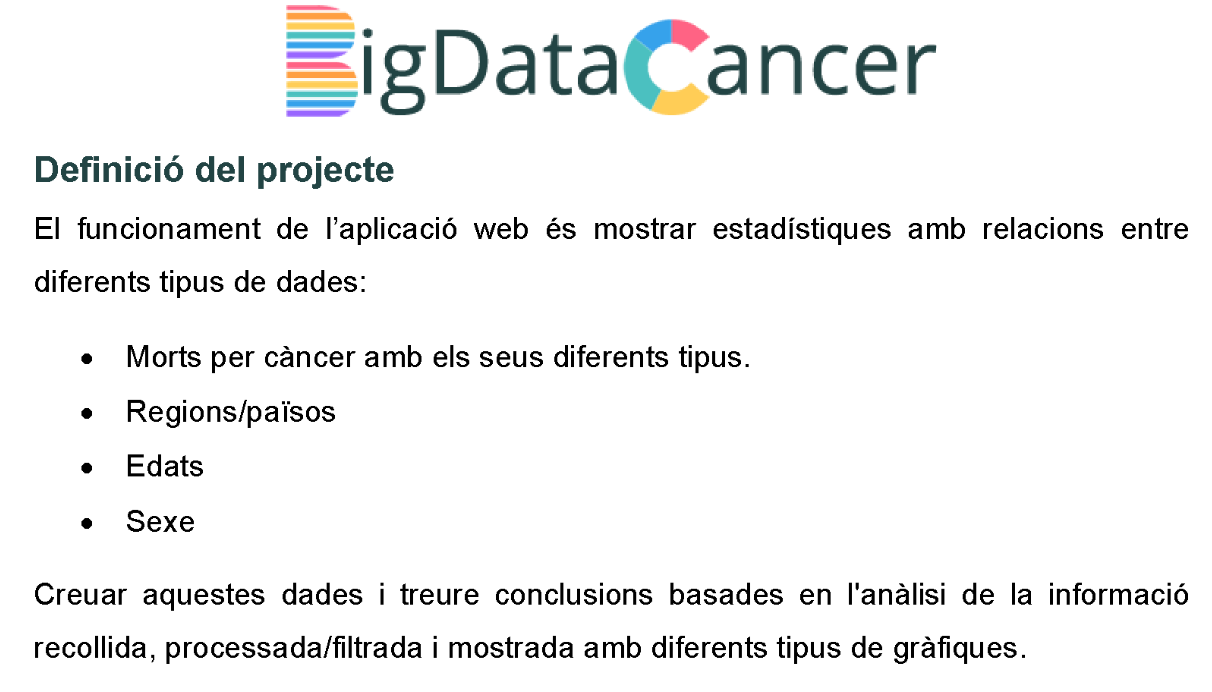 BigDataCancer
Definició del projecte
El funcionament de l’aplicació web és mostrar estadístiques amb relacions entre
diferents tipus de dades:
• Morts per càncer amb els seus diferents tipus.
• Regions/països
• Edats
• Sexe
Creuar aquestes dades i treure conclusions basades en l'anàlisi de la informació
recollida, processada/filtrada i mostrada amb diferents tipus de gràfiques.